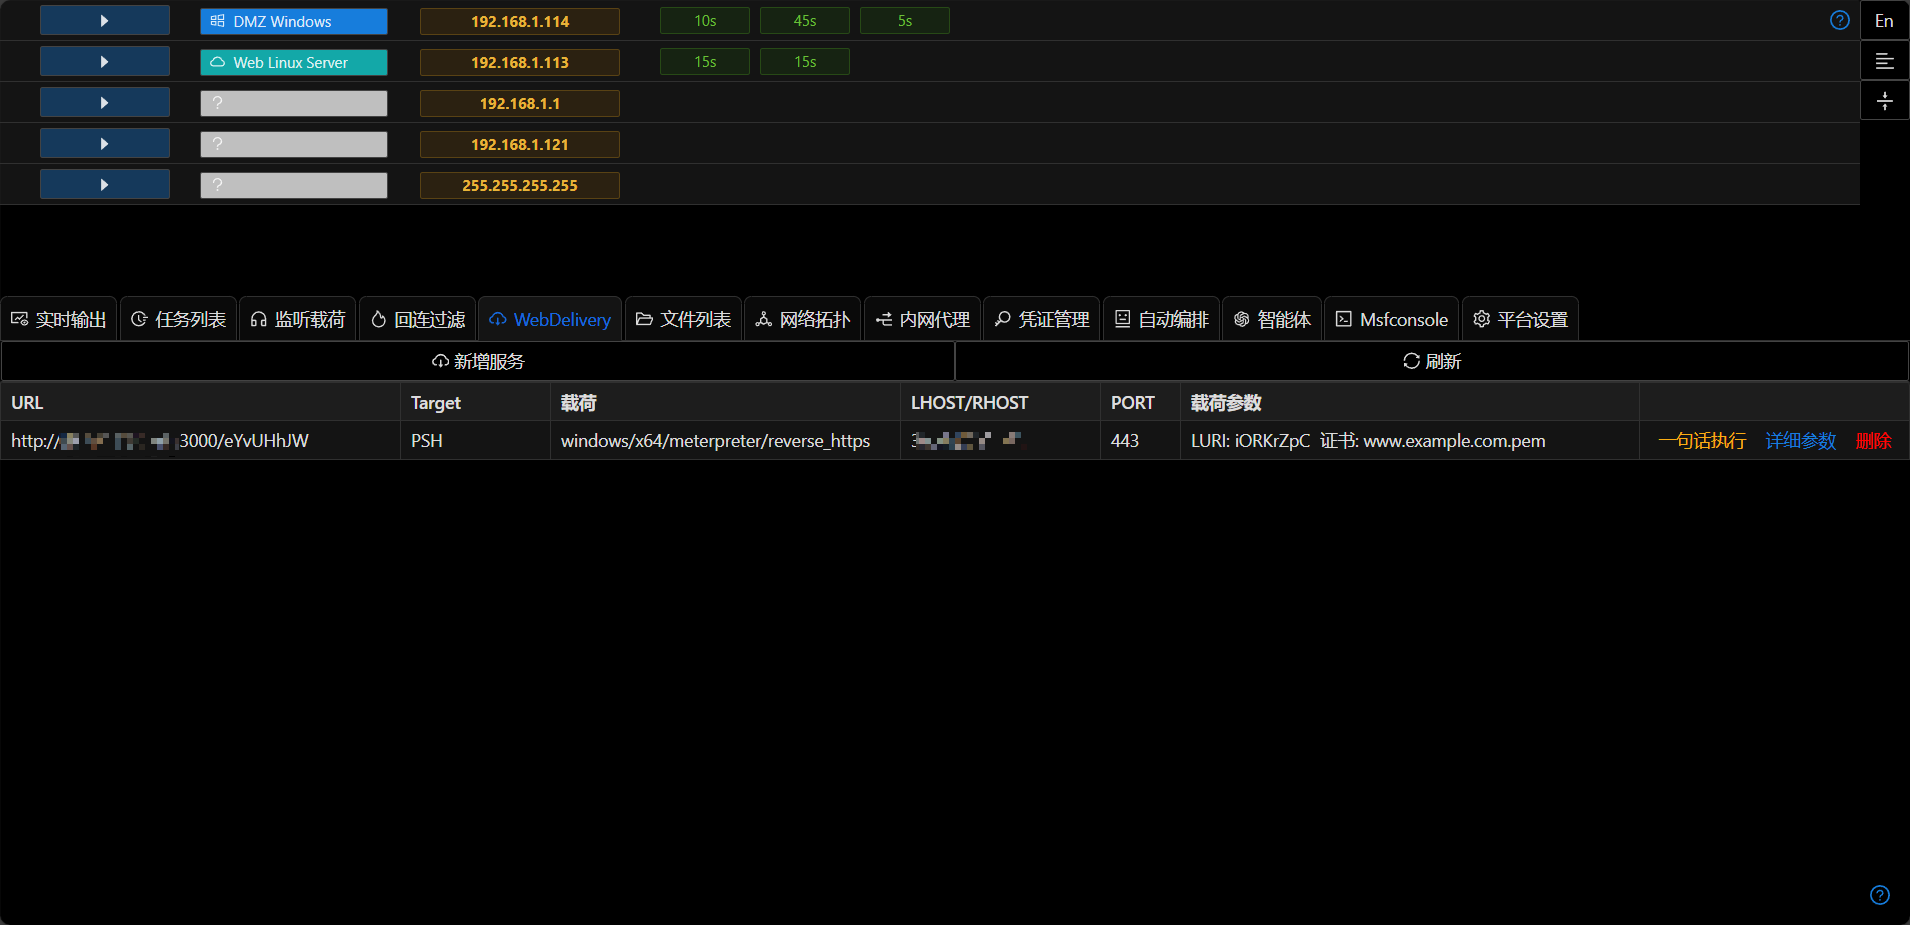 DMZ Windows 192.168.1.114 10s 45s 5s En
Web Linux Server 192.168.1.113 15s 15s
192.168.1.1
192.168.1.121
255.255.255.255
实时输出 任务列表 监听载荷 回连过滤 WebDelivery 文件列表 网络拓扑 内网代理 凭证管理 自动编排 智能体 Msfconsole 平台设置
新增服务 刷新
URL Target 载荷 LHOST/RHOST PORT 载荷参数
http:// 3000/eYvUHhJW PSH windows/x64/meterpreter/reverse_https 443 LURI: iORKrZpC 证书: www.example.com.pem 一句话执行 详细参数 删除